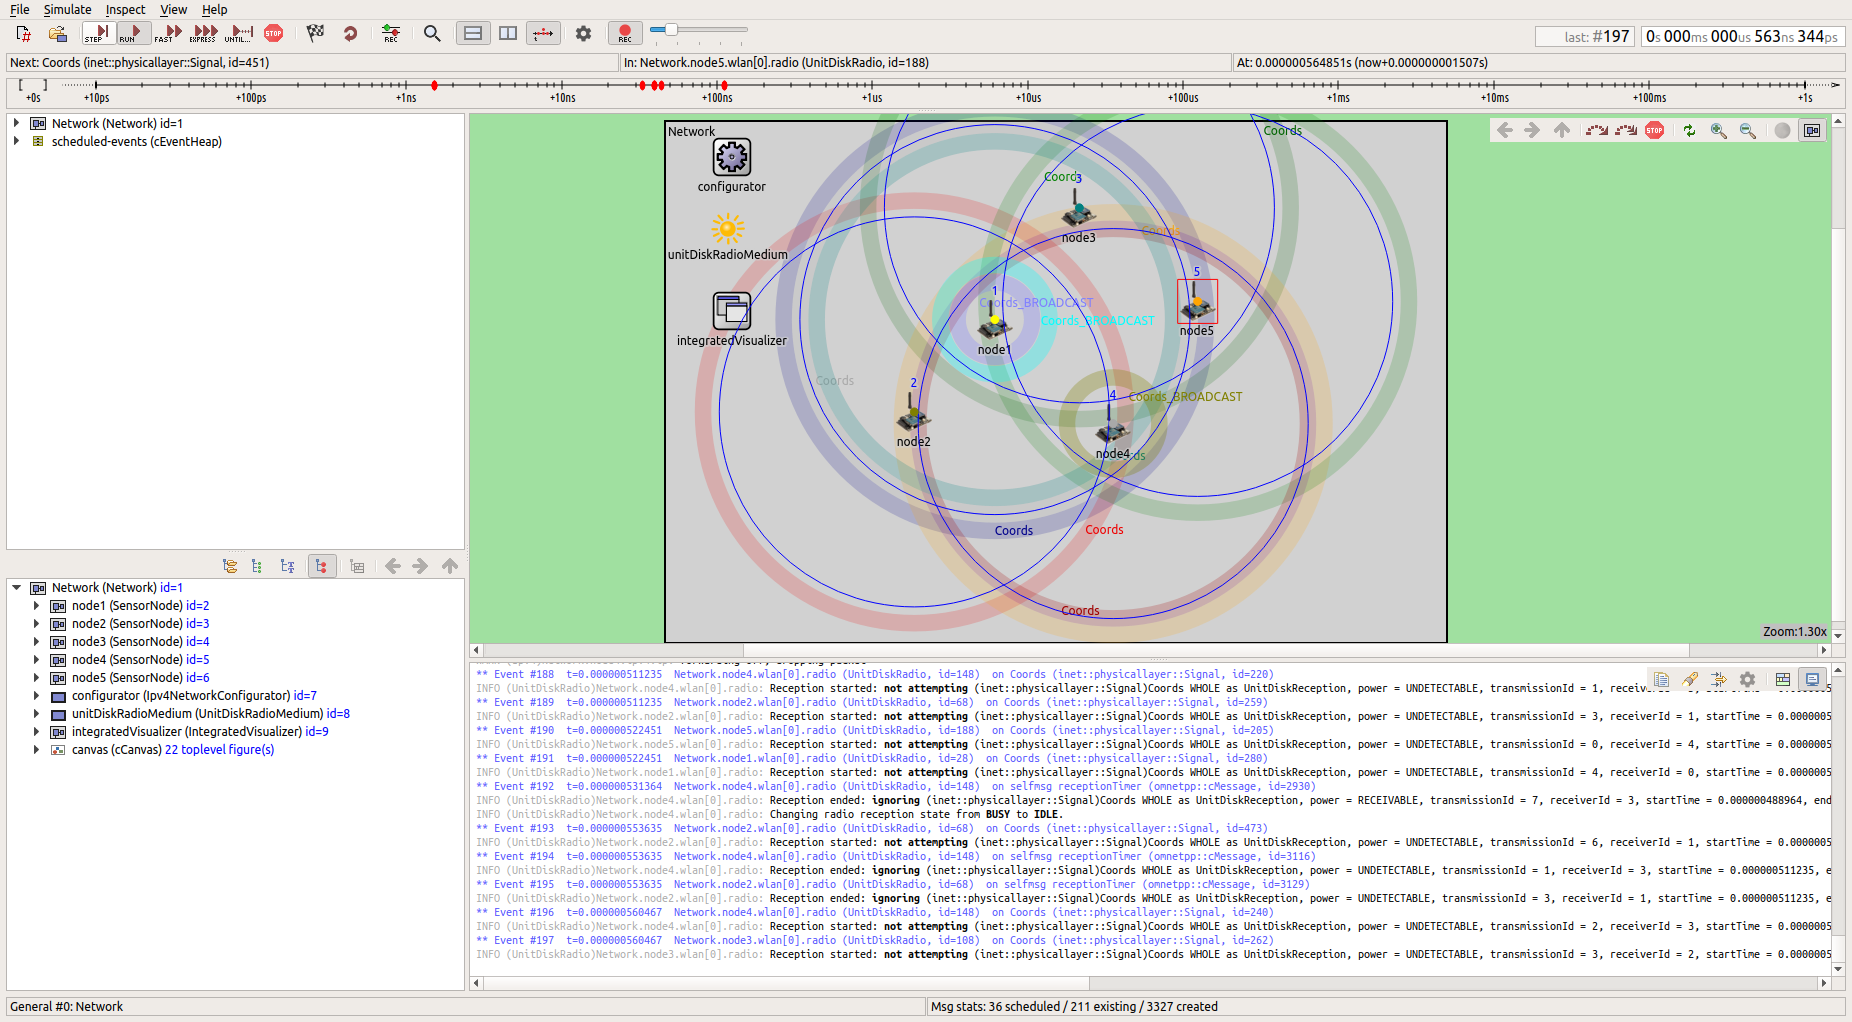 File Simulate Inspect View Help
STEP RUN FAST EXPRESS UNTIL... STOP REC REC
last: #197 0s 000ms 000us 563ns 344ps
Next: Coords (inet::physicallayer::Signal, id=451) In: Network.node5.wlan[0].radio (UnitDiskRadio, id=188) At: 0.000000564851s (now+0.000000001507s)
+0s +10ps +100ps +1ns +10ns +100ns +1us +10us +100us +1ms +10ms +100ms +1s
Network (Network) id=1
scheduled-events (cEventHeap)
Network (Network) id=1
node1 (SensorNode) id=2
node2 (SensorNode) id=3
node3 (SensorNode) id=4
node4 (SensorNode) id=5
node5 (SensorNode) id=6
configurator (Ipv4NetworkConfigurator) id=7
unitDiskRadioMedium (UnitDiskRadioMedium) id=8
integratedVisualizer (IntegratedVisualizer) id=9
canvas (cCanvas) 22 toplevel figure(s)
Network
Coords
STOP
configurator
3
node3
Coords
unitDiskRadioMedium
5
1
Coords_BROADCAST
Coords_BROADCAST
node5
integratedVisualizer
node1
Coords
2
4
Coords_BROADCAST
node2
node4
Coords
Coords
Coords
Zoom:1.30x
** Event #188 t=0.000000511235 Network.node4.wlan[0].radio (UnitDiskRadio, id=148) on Coords (inet::physicallayer::Signal, id=220)
INFO (UnitDiskRadio)Network.node4.wlan[0].radio: Reception started: not attempting (inet::physicallayer::Signal)Coords WHOLE as UnitDiskReception, power = UNDETECTABLE, transmissionId = 1,
** Event #189 t=0.000000511235 Network.node2.wlan[0].radio (UnitDiskRadio, id=68) on Coords (inet::physicallayer::Signal, id=259)
INFO (UnitDiskRadio)Network.node2.wlan[0].radio: Reception started: not attempting (inet::physicallayer::Signal)Coords WHOLE as UnitDiskReception, power = UNDETECTABLE, transmissionId = 3, receiverId = 1, startTime = 0.0000005
** Event #190 t=0.000000522451 Network.node5.wlan[0].radio (UnitDiskRadio, id=188) on Coords (inet::physicallayer::Signal, id=205)
INFO (UnitDiskRadio)Network.node5.wlan[0].radio: Reception started: not attempting (inet::physicallayer::Signal)Coords WHOLE as UnitDiskReception, power = UNDETECTABLE, transmissionId = 0, receiverId = 4, startTime = 0.0000005
** Event #191 t=0.000000522451 Network.node1.wlan[0].radio (UnitDiskRadio, id=28) on Coords (inet::physicallayer::Signal, id=280)
INFO (UnitDiskRadio)Network.node1.wlan[0].radio: Reception started: not attempting (inet::physicallayer::Signal)Coords WHOLE as UnitDiskReception, power = UNDETECTABLE, transmissionId = 4, receiverId = 0, startTime = 0.0000005
** Event #192 t=0.000000531364 Network.node4.wlan[0].radio (UnitDiskRadio, id=148) on selfmsg receptionTimer (omnetpp::cMessage, id=2930)
INFO (UnitDiskRadio)Network.node4.wlan[0].radio: Reception ended: ignoring (inet::physicallayer::Signal)Coords WHOLE as UnitDiskReception, power = RECEIVABLE, transmissionId = 7, receiverId = 3, startTime = 0.000000488964, end
INFO (UnitDiskRadio)Network.node4.wlan[0].radio: Changing radio reception state from BUSY to IDLE.
** Event #193 t=0.000000553635 Network.node2.wlan[0].radio (UnitDiskRadio, id=68) on Coords (inet::physicallayer::Signal, id=473)
INFO (UnitDiskRadio)Network.node2.wlan[0].radio: Reception started: not attempting (inet::physicallayer::Signal)Coords WHOLE as UnitDiskReception, power = UNDETECTABLE, transmissionId = 6, receiverId = 1, startTime = 0.0000005
** Event #194 t=0.000000553635 Network.node4.wlan[0].radio (UnitDiskRadio, id=148) on selfmsg receptionTimer (omnetpp::cMessage, id=3116)
INFO (UnitDiskRadio)Network.node4.wlan[0].radio: Reception ended: ignoring (inet::physicallayer::Signal)Coords WHOLE as UnitDiskReception, power = UNDETECTABLE, transmissionId = 1, receiverId = 3, startTime = 0.000000511235, e
** Event #195 t=0.000000553635 Network.node2.wlan[0].radio (UnitDiskRadio, id=68) on selfmsg receptionTimer (omnetpp::cMessage, id=3129)
INFO (UnitDiskRadio)Network.node2.wlan[0].radio: Reception ended: ignoring (inet::physicallayer::Signal)Coords WHOLE as UnitDiskReception, power = UNDETECTABLE, transmissionId = 3, receiverId = 1, startTime = 0.000000511235, e
** Event #196 t=0.000000560467 Network.node4.wlan[0].radio (UnitDiskRadio, id=148) on Coords (inet::physicallayer::Signal, id=240)
INFO (UnitDiskRadio)Network.node4.wlan[0].radio: Reception started: not attempting (inet::physicallayer::Signal)Coords WHOLE as UnitDiskReception, power = UNDETECTABLE, transmissionId = 2, receiverId = 3, startTime = 0.0000005
** Event #197 t=0.000000560467 Network.node3.wlan[0].radio (UnitDiskRadio, id=108) on Coords (inet::physicallayer::Signal, id=262)
INFO (UnitDiskRadio)Network.node3.wlan[0].radio: Reception started: not attempting (inet::physicallayer::Signal)Coords WHOLE as UnitDiskReception, power = UNDETECTABLE, transmissionId = 3, receiverId = 2, startTime = 0.0000005
General #0: Network Msg stats: 36 scheduled / 211 existing / 3327 created